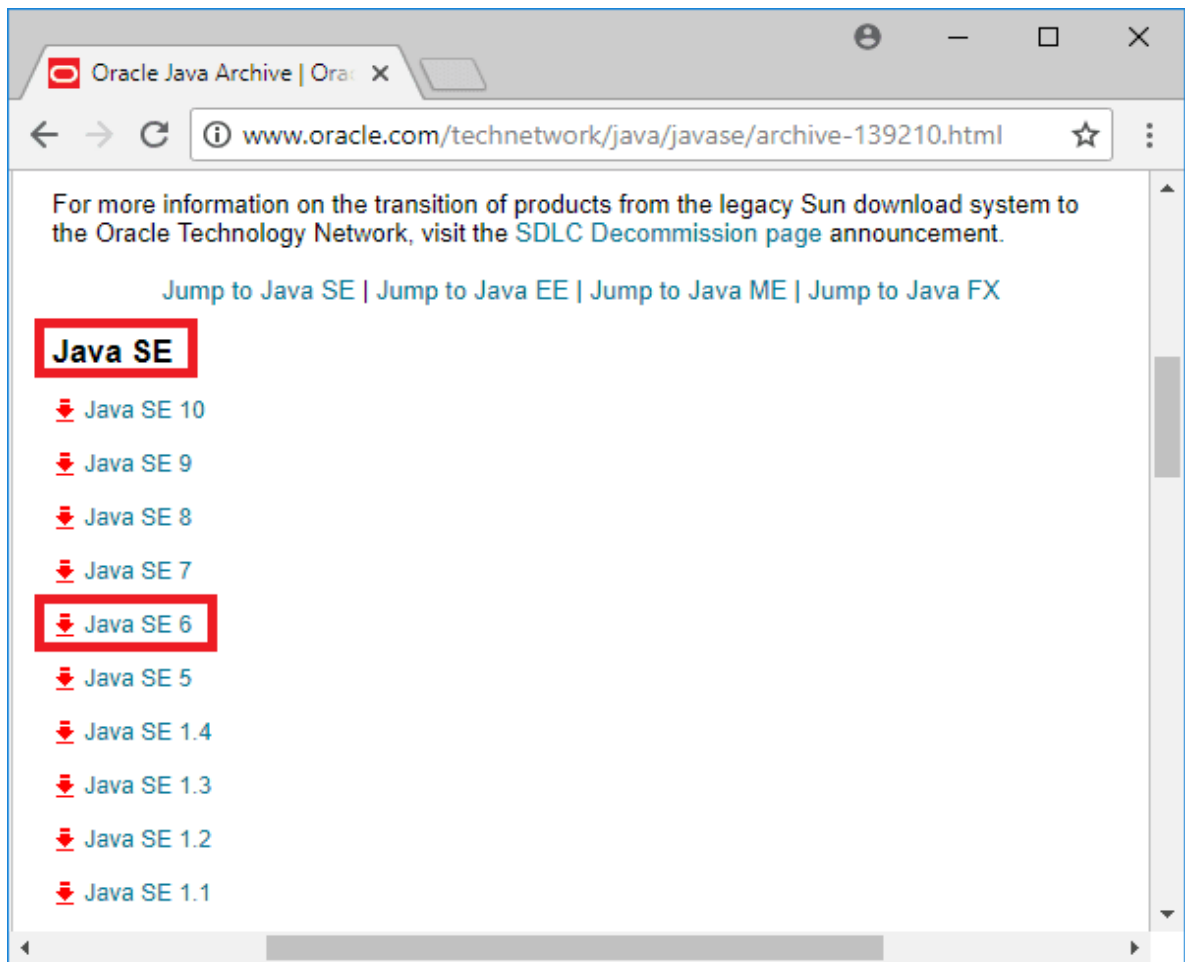 Oracle Java Archive | Orac
www.oracle.com/technetwork/java/javase/archive-139210.html
For more information on the transition of products from the legacy Sun download system to
the Oracle Technology Network, visit the SDLC Decommission page announcement.
Jump to Java SE | Jump to Java EE | Jump to Java ME | Jump to Java FX
Java SE
Java SE 10
Java SE 9
Java SE 8
Java SE 7
Java SE 6
Java SE 5
Java SE 1.4
Java SE 1.3
Java SE 1.2
Java SE 1.1